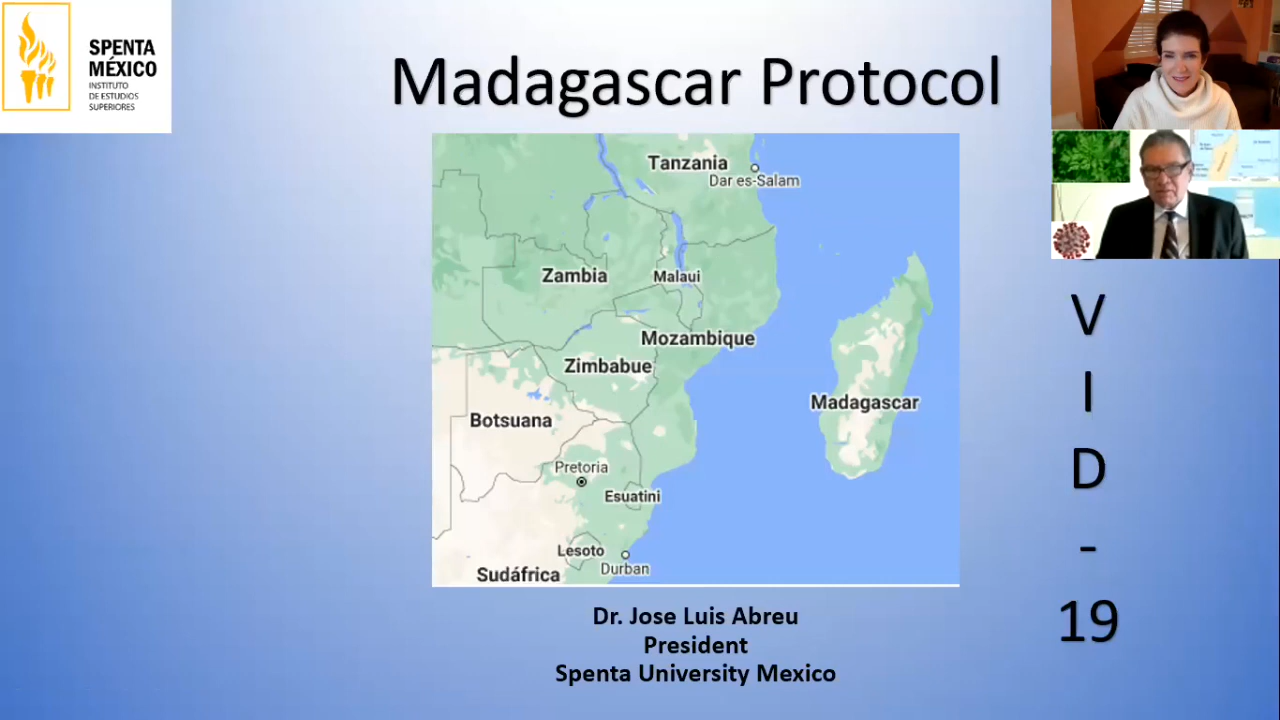 SPENTA
MÉXICO
INSTITUTO
DE ESTUDIOS
SUPERIORES
Madagascar Protocol
Tanzania
Dar es-Salam
Zambia
Malaui
Mozambique
Zimbabue
Madagascar
Botsuana
Pretoria
Esuatini
Lesoto
Durban
Sudáfrica
V
I
D
-
19
Dr. Jose Luis Abreu
President
Spenta University Mexico